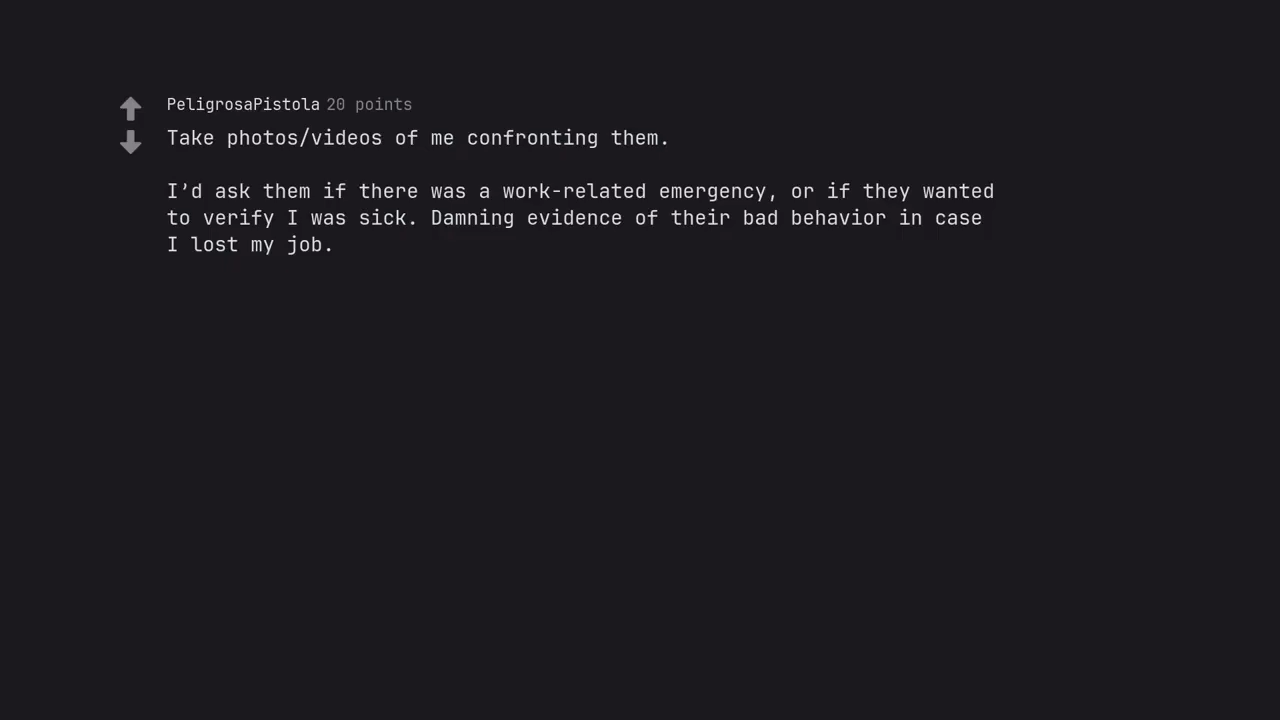 PeligrosaPistola 20 points
Take photos/videos of me confronting them.
I’d ask them if there was a work-related emergency, or if they wanted
to verify I was sick. Damning evidence of their bad behavior in case
I lost my job.